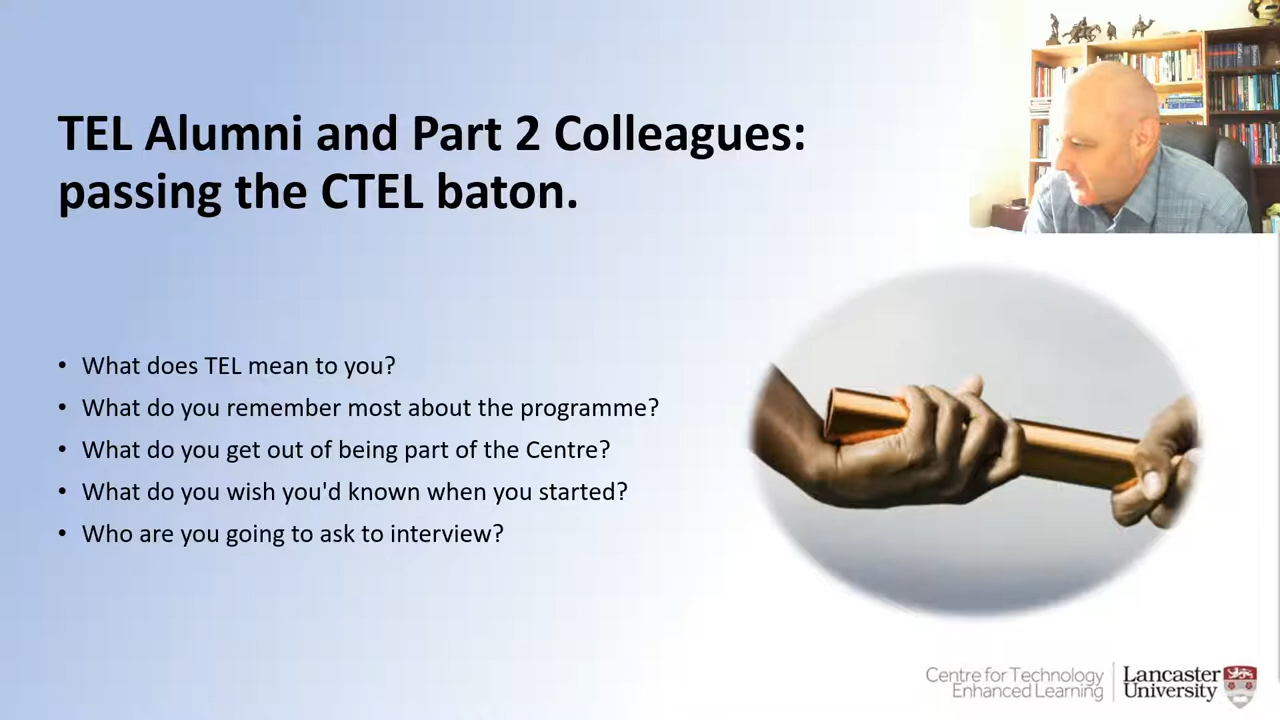 TEL Alumni and Part 2 Colleagues:
passing the CTEL baton.
• What does TEL mean to you?
• What do you remember most about the programme?
• What do you get out of being part of the Centre?
• What do you wish you'd known when you started?
• Who are you going to ask to interview?
Centre for Technology
Enhanced Learning
Lancaster
University